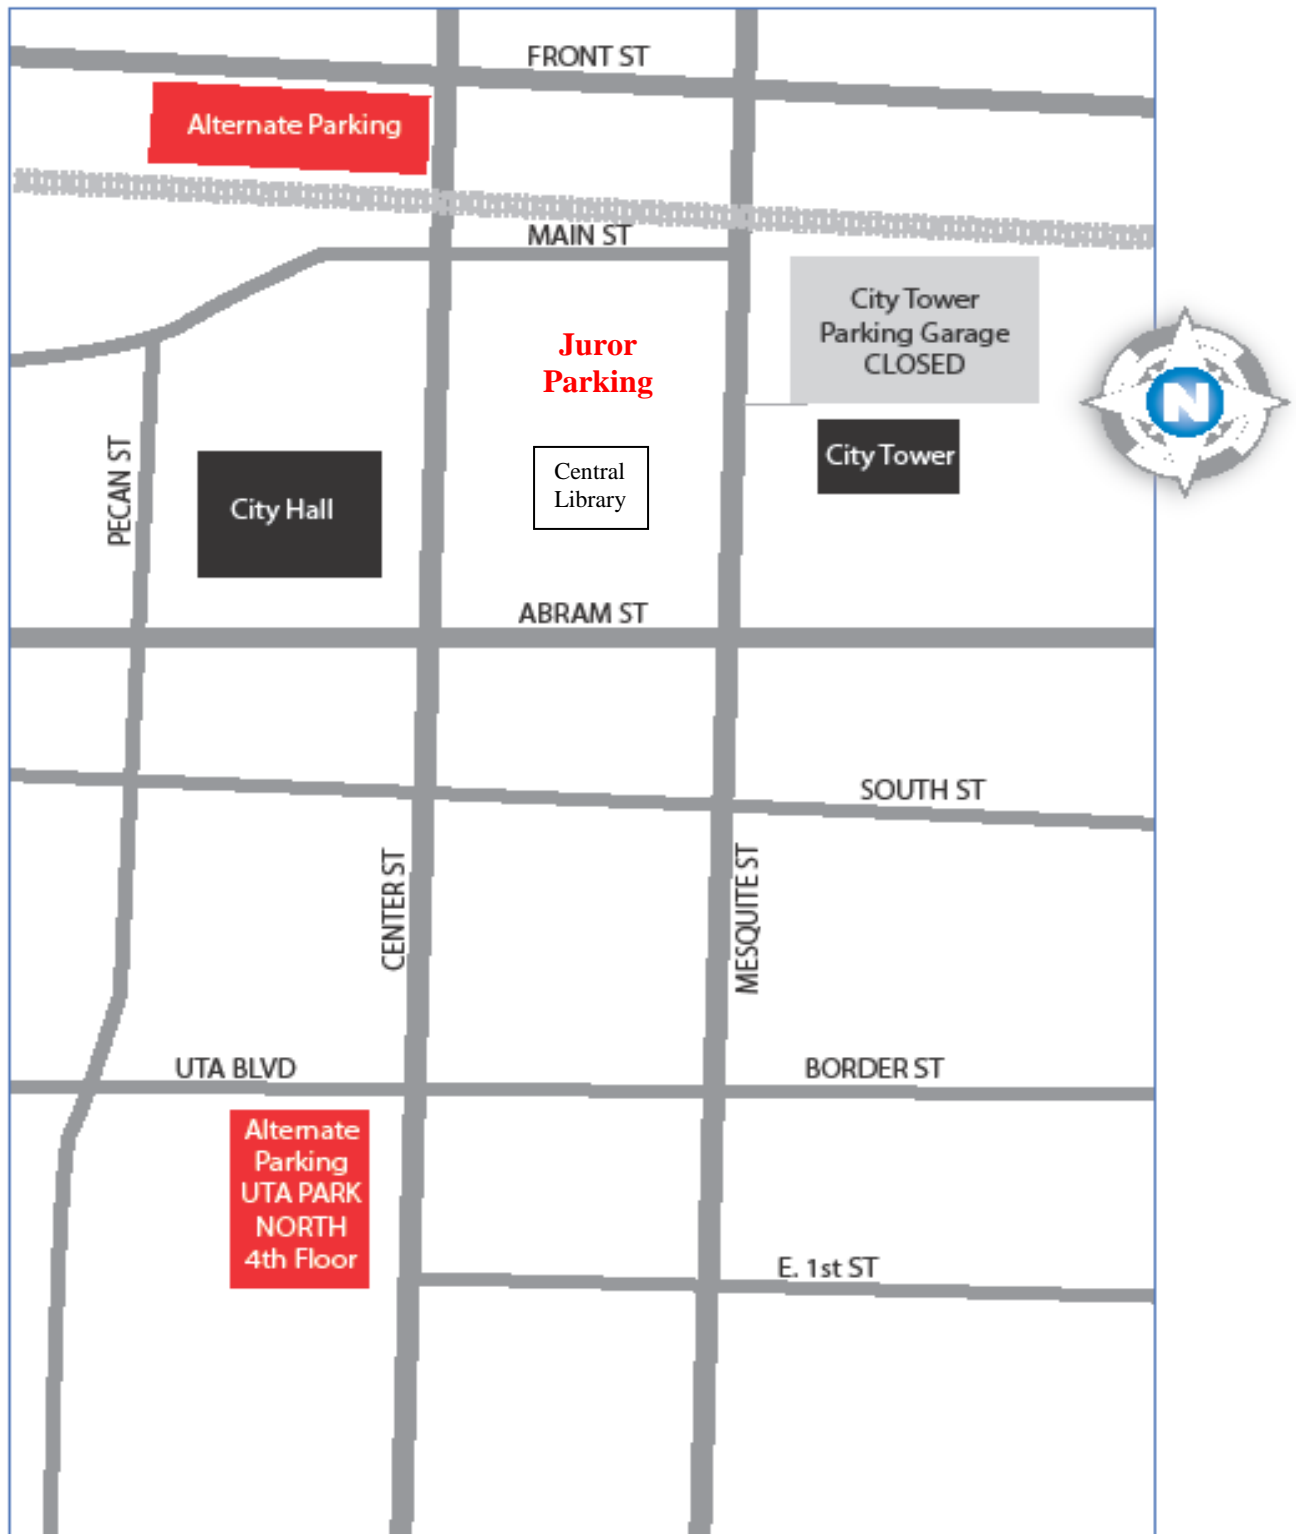 FRONT ST
Alternate Parking
MAIN ST
City Tower
Parking Garage
CLOSED
Juror
Parking
N
PECAN ST
City Hall
Central
Library
City Tower
ABRAM ST
SOUTH ST
CENTER ST
MESQUITE ST
UTA BLVD
BORDER ST
Alternate
Parking
UTA PARK
NORTH
4th Floor
E. 1st ST